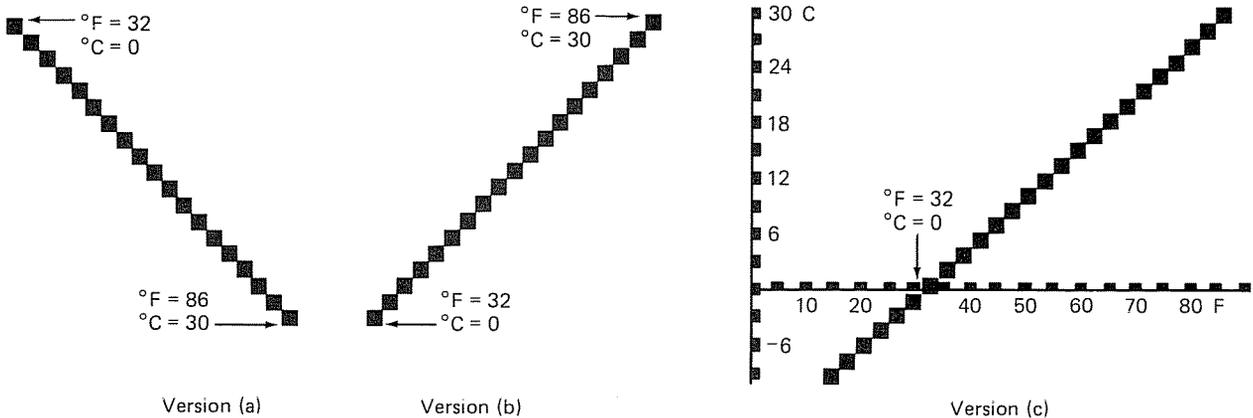 °F = 32
°C = 0
°F = 86
°C = 30
Version (a)
°F = 86
°C = 30
°F = 32
°C = 0
Version (b)
30 C
24
18
12
6
-6
°F = 32
°C = 0
10 20 40 50 60 70 80 F
Version (c)